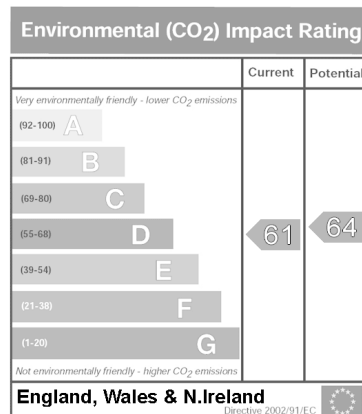 Environmental (CO2) Impact Rating
Current Potential
Very environmentally friendly - lower CO2 emissions
(92-100) A
(81-91) B
(69-80) C
(55-68) D 61 64
(39-54) E
(21-38) F
(1-20) G
Not environmentally friendly - higher CO2 emissions
England, Wales & N.Ireland
Directive 2002/91/EC